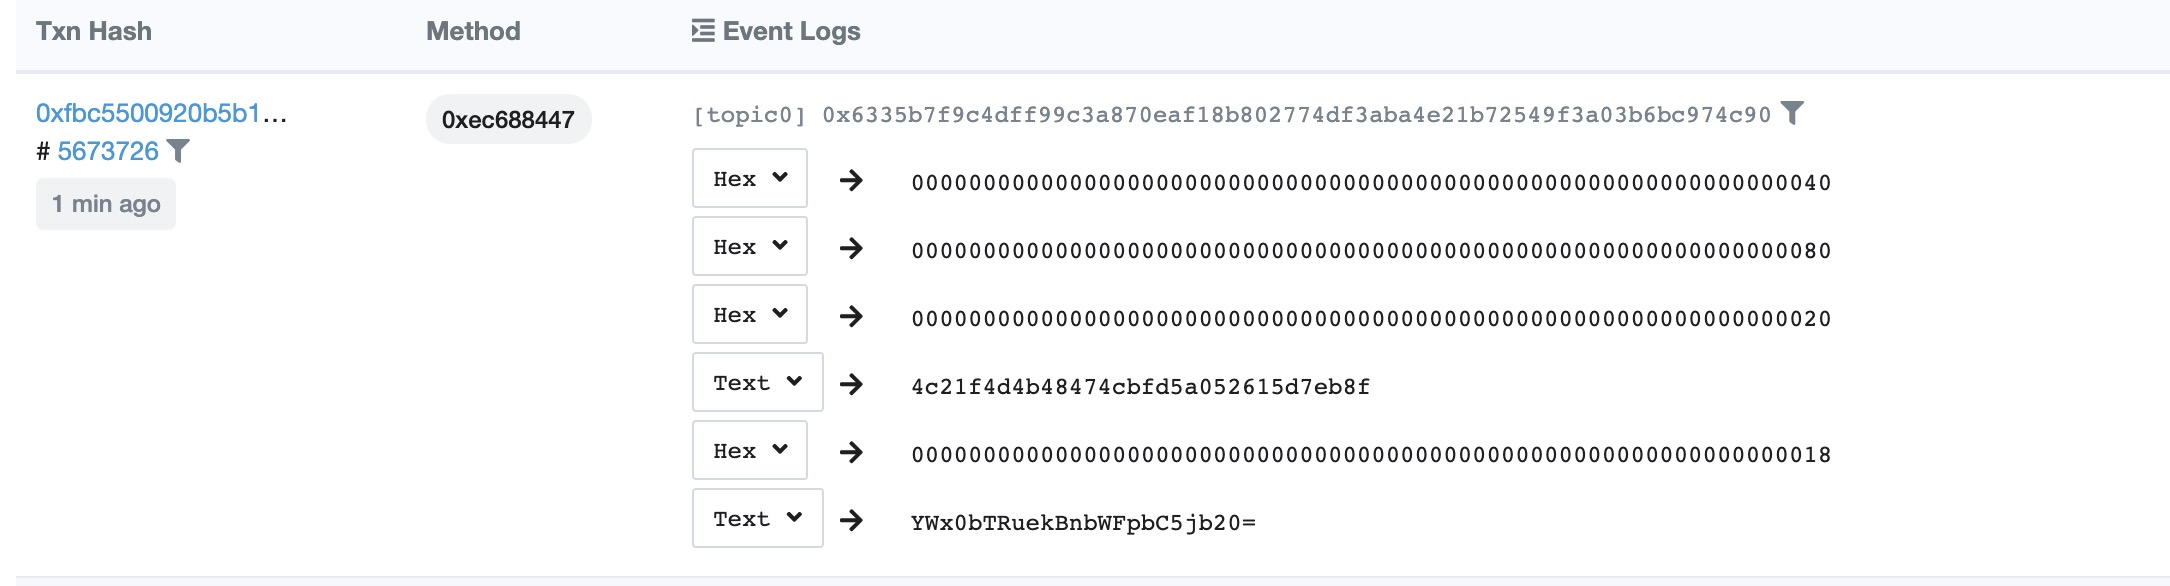 Txn Hash Method Event Logs
0xfbc5500920b5b1... 0xec688447 [topic0] 0x6335b7f9c4dff99c3a870eaf18b802774df3aba4e21b72549f3a03b6bc974c90
# 5673726
1 min ago
Hex → 0000000000000000000000000000000000000000000000000000000000000040
Hex → 0000000000000000000000000000000000000000000000000000000000000080
Hex → 0000000000000000000000000000000000000000000000000000000000000020
Text → 4c21f4d4b48474cbfd5a052615d7eb8f
Hex → 0000000000000000000000000000000000000000000000000000000000000018
Text → YWx0bTRuekBnbWFpbC5jb20=